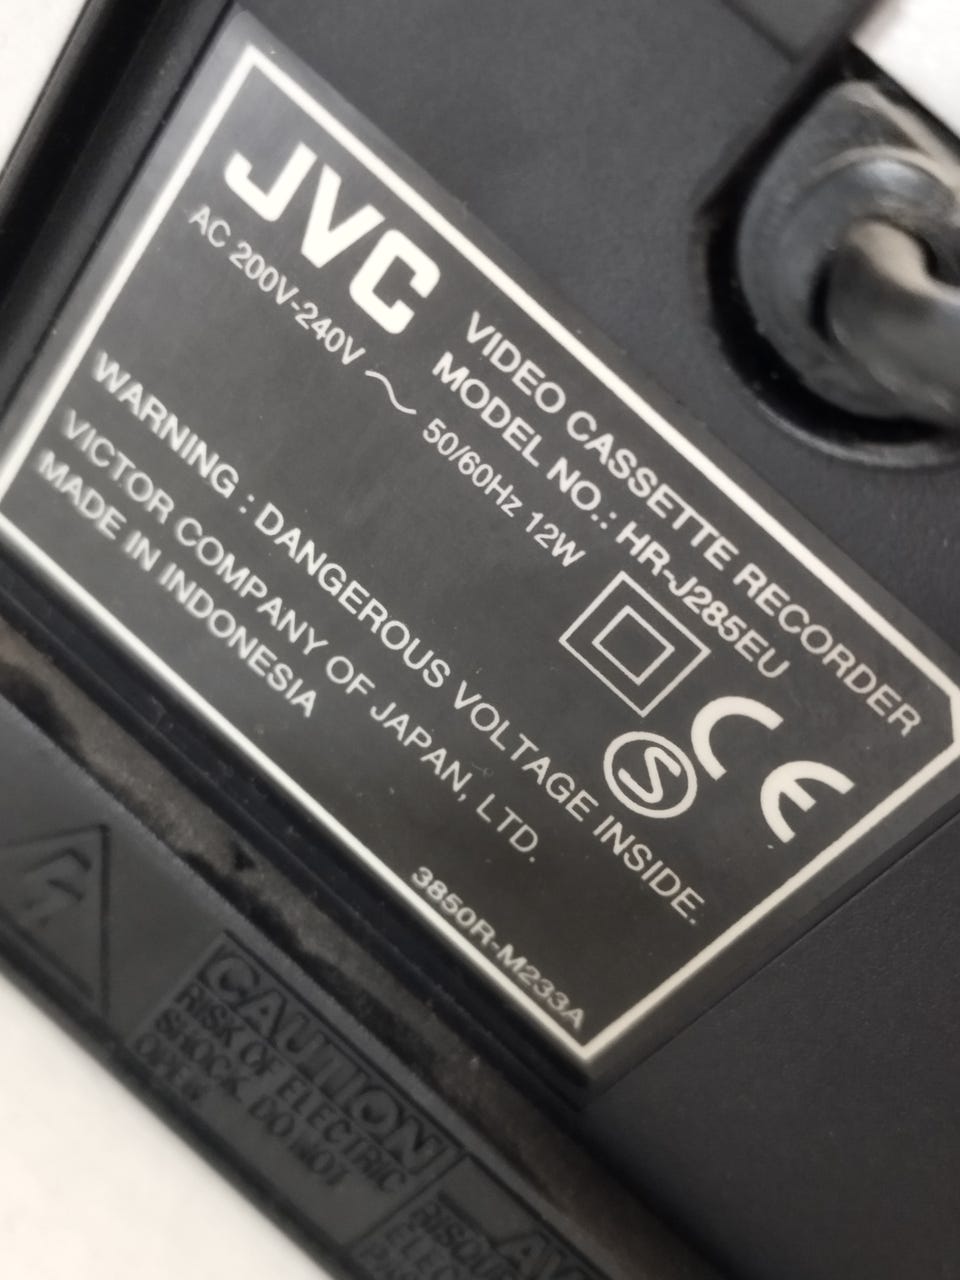 JVC
VIDEO CASSETTE RECORDER
MODEL NO.: HR-J285EU
AC 200V-240V ~ 50/60Hz 12W
CE
S
WARNING : DANGEROUS VOLTAGE INSIDE.
VICTOR COMPANY OF JAPAN, LTD.
MADE IN INDONESIA
3850R-M233A
CAUTION
RISK OF ELECTRIC
SHOCK DO NOT
OPEN